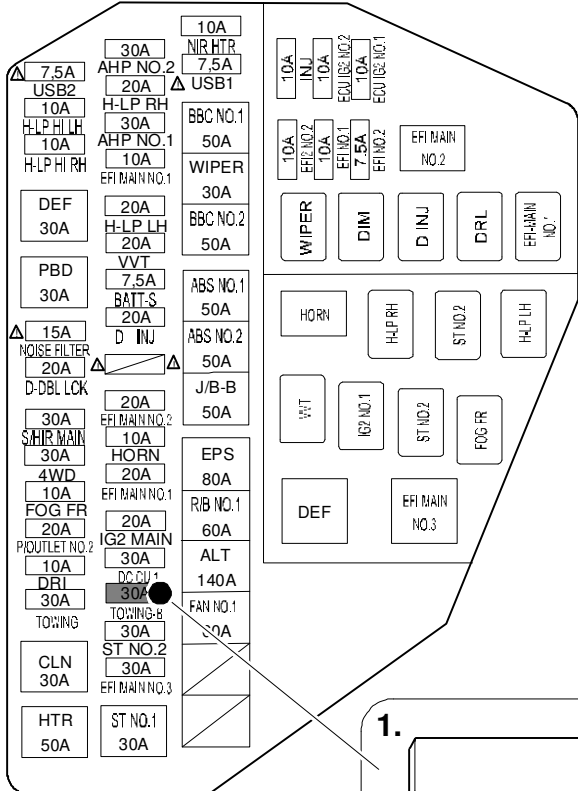 7,5A
USB2
10A
H-LP HI LH
10A
H-LP HI RH
DEF
30A
PBD
30A
15A
NOISE FILTER
20A
D-DBL LCK
30A
S/HIR MAIN
30A
4WD
10A
FOG FR
20A
P/OUTLET NO.2
10A
DRL
30A
TOWING
CLN
30A
HTR
50A
30A
AHP NO.2
20A
H-LP RH
30A
AHP NO.1
10A
EFI MAIN NO.1
20A
H-LP LH
20A
VVT
7,5A
BATT-S
20A
D INJ
20A
EFI MAIN NO.2
10A
HORN
20A
EFI MAIN NO.1
20A
IG2 MAIN
30A
DC CU 1
30A
TOWING-B
30A
ST NO.2
30A
EFI MAIN NO.3
ST NO.1
30A
10A
NIR HTR
7,5A
USB1
BBC NO.1
50A
WIPER
30A
BBC NO.2
50A
ABS NO.1
50A
ABS NO.2
50A
J/B-B
50A
EPS
80A
R/B NO.1
60A
ALT
140A
FAN NO.1
10A
INJ
10A
ECU IG2 NO.2
10A
ECU IG2 NO.1
10A
EFI2 NO.2
10A
EFI NO.1
7.5A
EFI NO.2
EFI MAIN
NO.2
WIPER
DIM
D INJ
DRL
EFI-MAIN
NO.1
HORN
H-LP RH
ST NO.2
H-LP LH
VVT
IG2 NO.1
ST NO.2
FOG FR
DEF
EFI MAIN
NO.3
1.